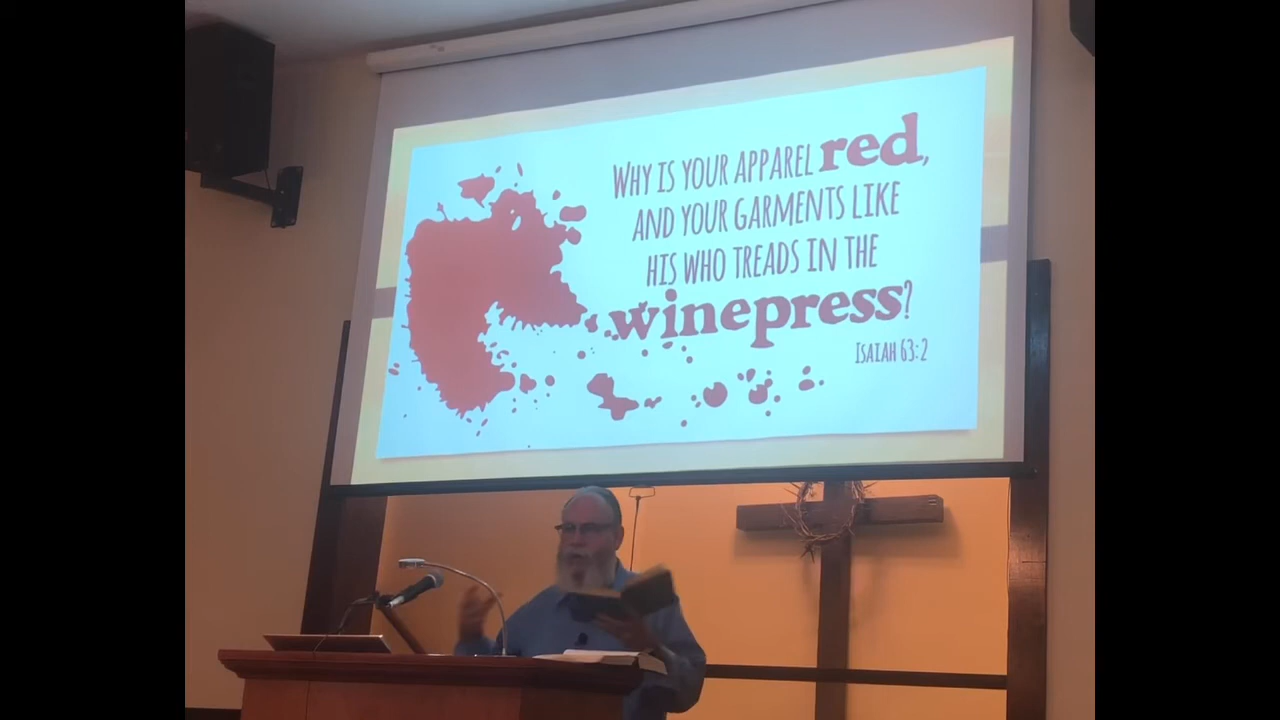 WHY IS YOUR APPAREL red,
AND YOUR GARMENTS LIKE
HIS WHO TREADS IN THE
winepress?
ISAIAH 63:2